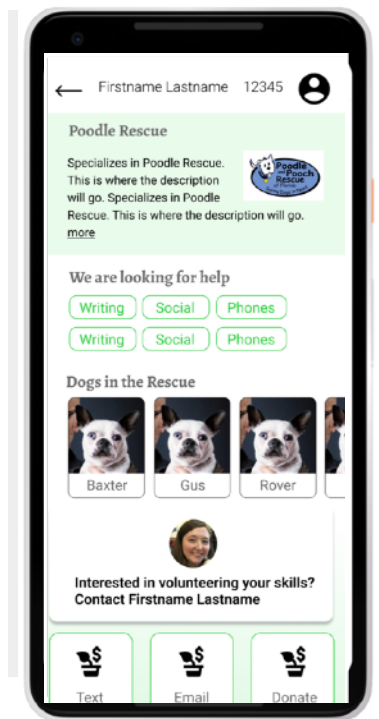 Firstname Lastname 12345
Poodle Rescue
Specializes in Poodle Rescue.
This is where the description
will go. Specializes in Poodle
Rescue. This is where the description will go.
more
Poodle
and Pooch
Rescue
of Florida
We are looking for help
Writing Social Phones
Writing Social Phones
Dogs in the Rescue
Baxter Gus Rover
Interested in volunteering your skills?
Contact Firstname Lastname
$ $ $
Text Email Donate